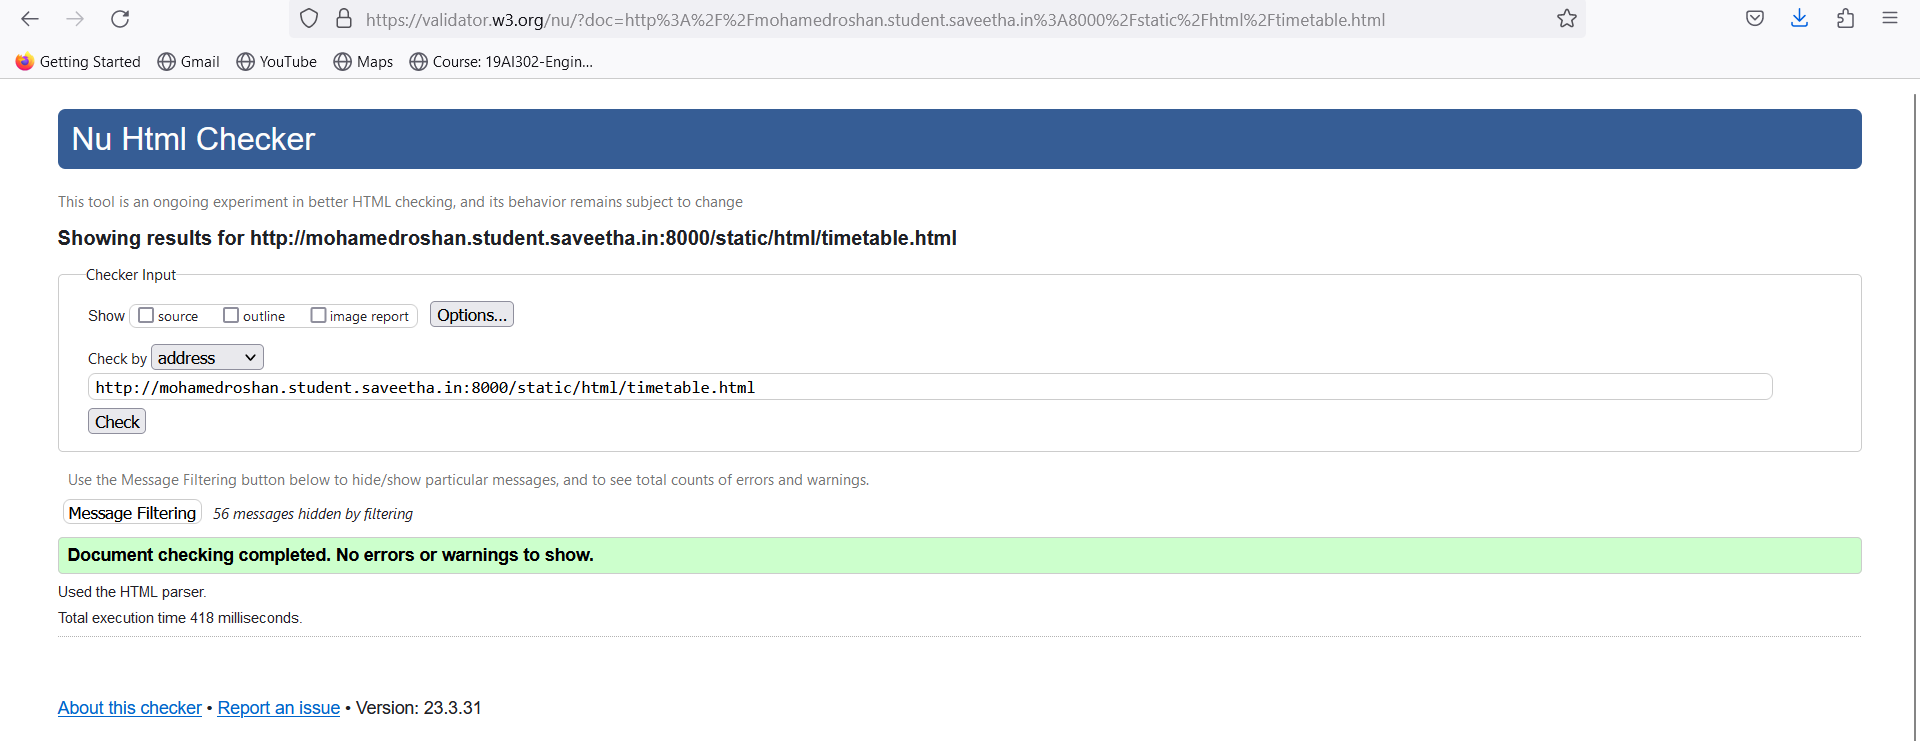 https://validator.w3.org/nu/?doc=http%3A%2F%2Fmohamedroshan.student.saveetha.in%3A8000%2Fstatic%2Fhtml%2Ftimetable.html
Getting Started Gmail YouTube Maps Course: 19AI302-Engin...
Nu Html Checker
This tool is an ongoing experiment in better HTML checking, and its behavior remains subject to change
Showing results for http://mohamedroshan.student.saveetha.in:8000/static/html/timetable.html
Checker Input
Show source outline image report Options...
Check by address
http://mohamedroshan.student.saveetha.in:8000/static/html/timetable.html
Check
Use the Message Filtering button below to hide/show particular messages, and to see total counts of errors and warnings.
Message Filtering 56 messages hidden by filtering
Document checking completed. No errors or warnings to show.
Used the HTML parser.
Total execution time 418 milliseconds.
About this checker • Report an issue • Version: 23.3.31